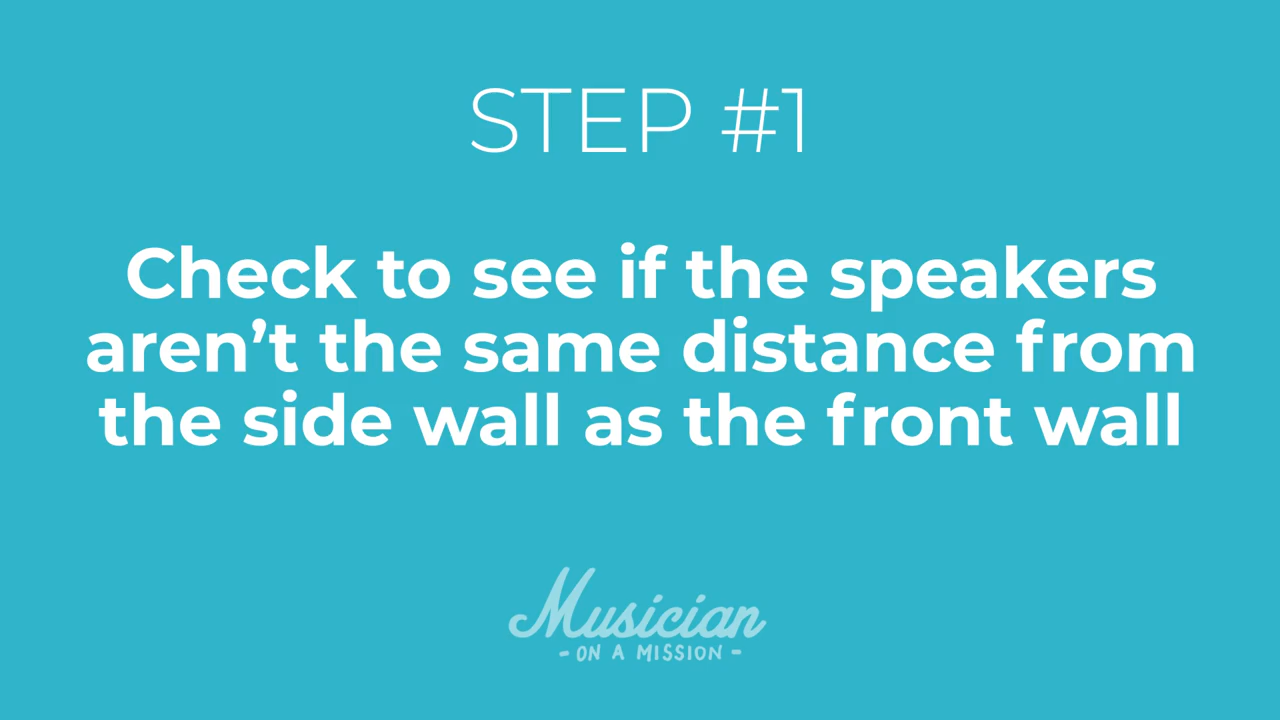 STEP #1
Check to see if the speakers
aren’t the same distance from
the side wall as the front wall
Musician
- ON A MISSION -